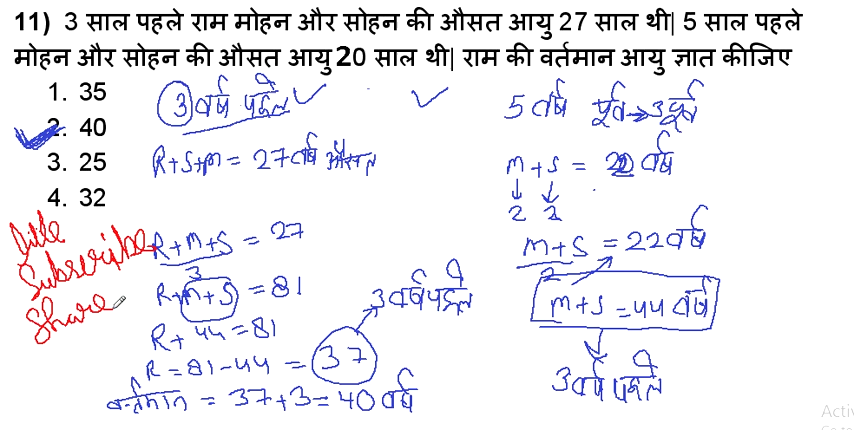 11) 3 साल पहले राम मोहन और सोहन की औसत आयु 27 साल थी| 5 साल पहले
मोहन और सोहन की औसत आयु 20 साल थी| राम की वर्तमान आयु ज्ञात कीजिए
1. 35
2. 40
3. 25
4. 32
3 वर्ष पहले
R+S+M = 27 वर्ष औसत
R+M+S = 27
3
R+M+S = 81
R+ 44 = 81
R = 81-44 = 37
3 वर्ष पहले
वर्तमान = 37+3 = 40 वर्ष
5 वर्ष पूर्व → 3 पूर्व
M+S = 22 वर्ष
2 2
M+S = 22 वर्ष
2
M+S = 44 वर्ष
3 वर्ष पहले
Subscribe
Share
Activ